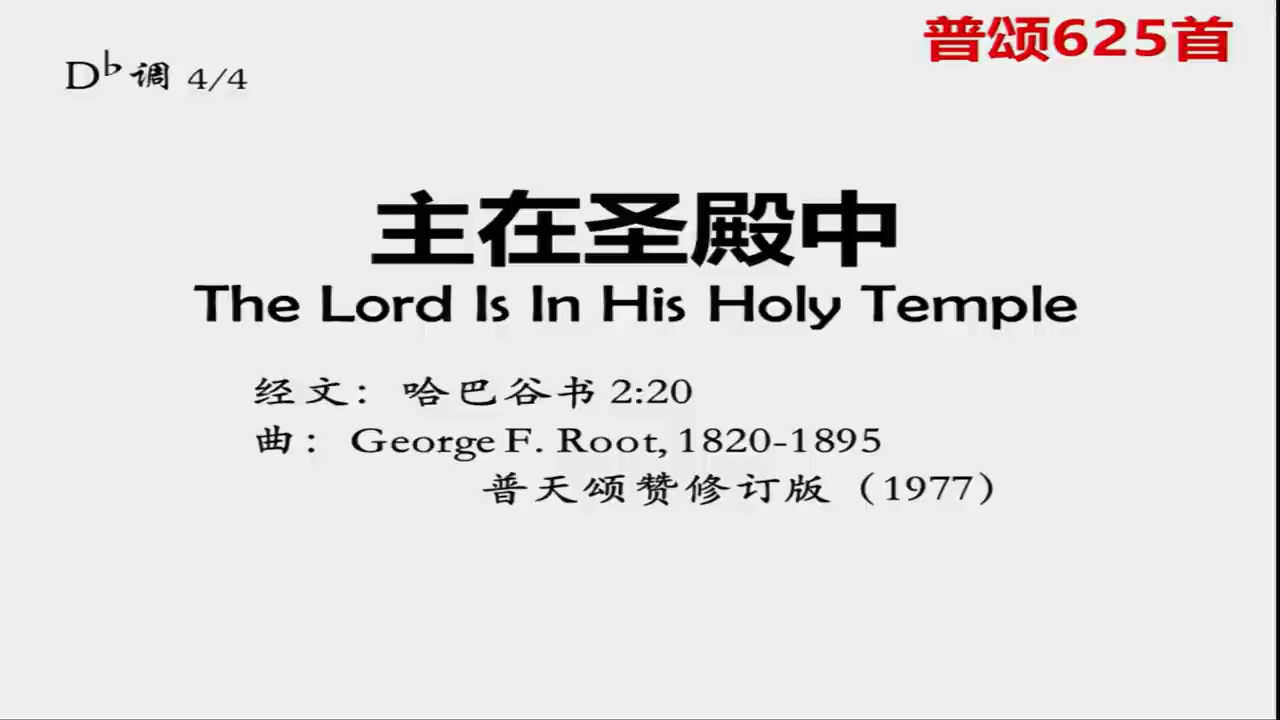 普颂625首
D♭调 4/4
主在圣殿中
The Lord Is In His Holy Temple
经文：哈巴谷书 2:20
曲：George F. Root, 1820-1895
普天颂赞修订版（1977）